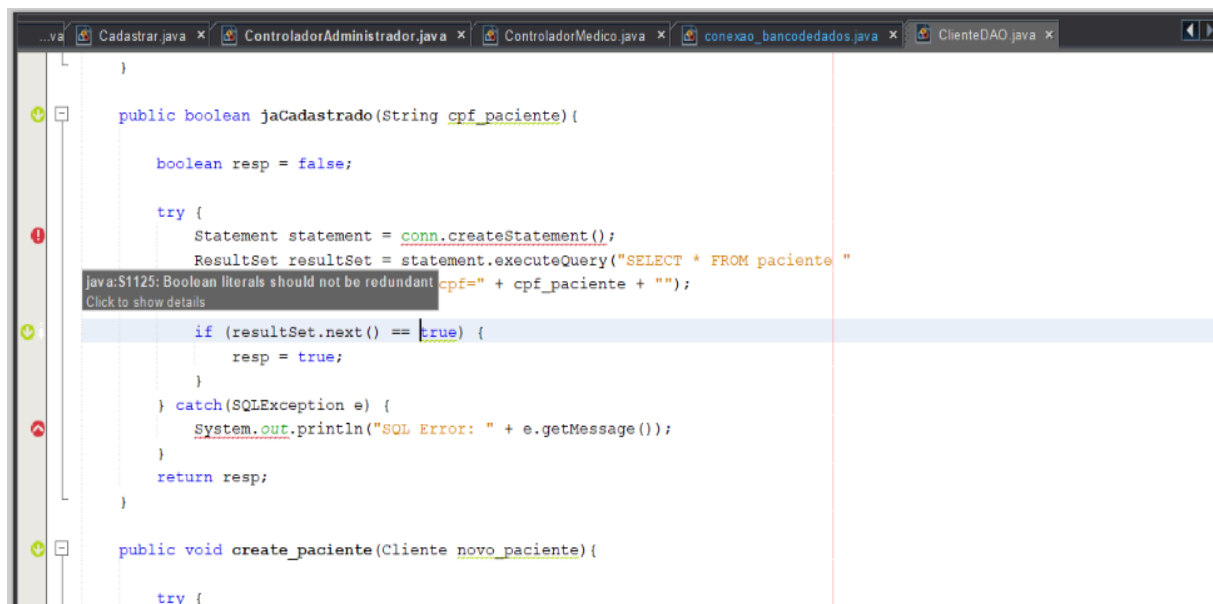 ...va Cadastrar.java × ControladorAdministrador.java × ControladorMedico.java × conexao_bancodedados.java × ClienteDAO.java ×
}
public boolean jaCadastrado(String cpf_paciente){
boolean resp = false;
try {
Statement statement = conn.createStatement();
ResultSet resultSet = statement.executeQuery("SELECT * FROM paciente "
java:S1125: Boolean literals should not be redundant cpf=" + cpf_paciente + "");
Click to show details
if (resultSet.next() == true) {
resp = true;
}
} catch(SQLException e) {
System.out.println("SQL Error: " + e.getMessage());
}
return resp;
}
public void create_paciente(Cliente novo_paciente){
try {